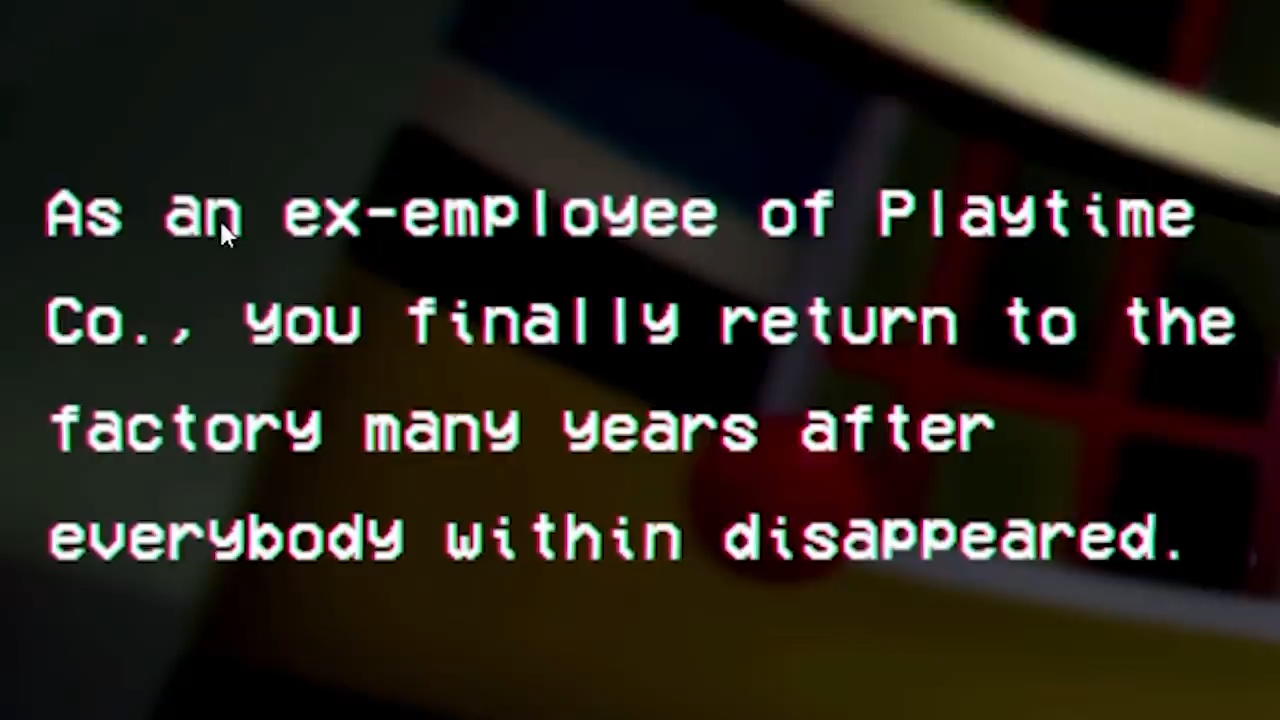 As an ex-employee of Playtime
Co., you finally return to the
factory many years after
everybody within disappeared.